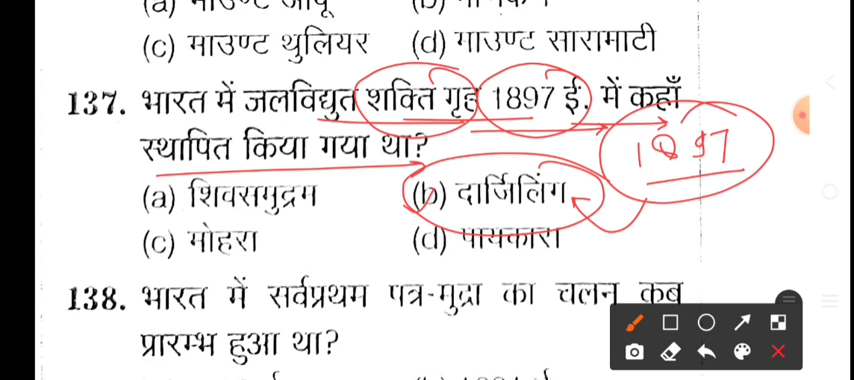 (c) माउण्ट थुलियर (d) माउण्ट सारामाटी
137. भारत में जलविद्युत शक्ति गृह 1897 ई. में कहाँ
1897
स्थापित किया गया था?
(a) शिवसमुद्रम (b) दार्जिलिंग
(c) मोहरा (d) पायकारा
138. भारत में सर्वप्रथम पत्र-मुद्रा का चलन कब
प्रारम्भ हुआ था?